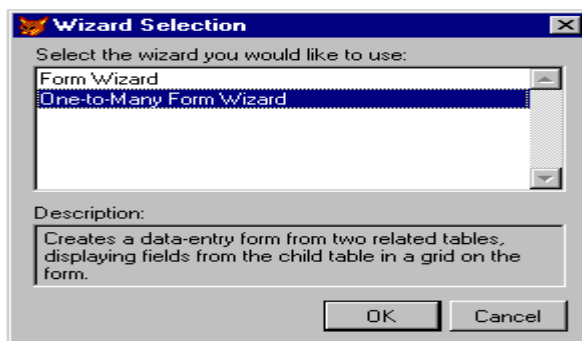 Wizard Selection
Select the wizard you would like to use:
Form Wizard
One-to-Many Form Wizard
Description:
Creates a data-entry form from two related tables,
displaying fields from the child table in a grid on the
form.
OK Cancel